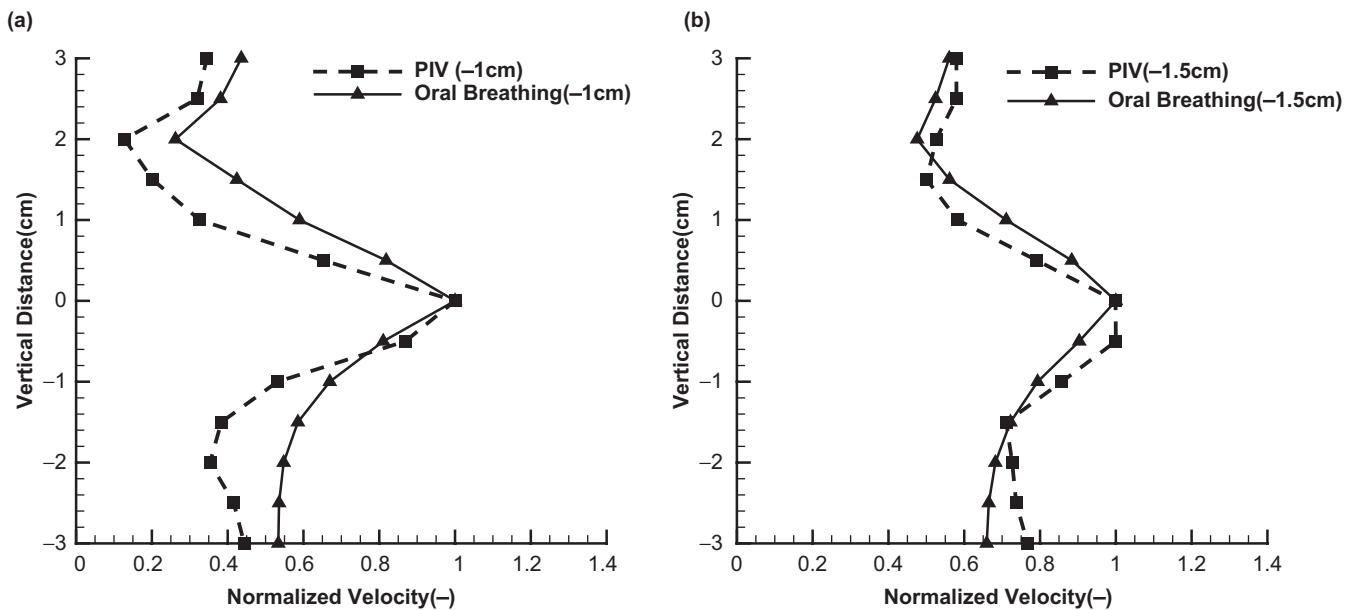 (a)
3
2
1
0
–1
–2
–3
Vertical Distance(cm)
PIV (–1cm)
Oral Breathing(–1cm)
0 0.2 0.4 0.6 0.8 1 1.2 1.4
Normalized Velocity(–)
(b)
3
2
1
0
–1
–2
–3
Vertical Distance(cm)
PIV(–1.5cm)
Oral Breathing(–1.5cm)
0 0.2 0.4 0.6 0.8 1 1.2 1.4
Normalized Velocity(–)